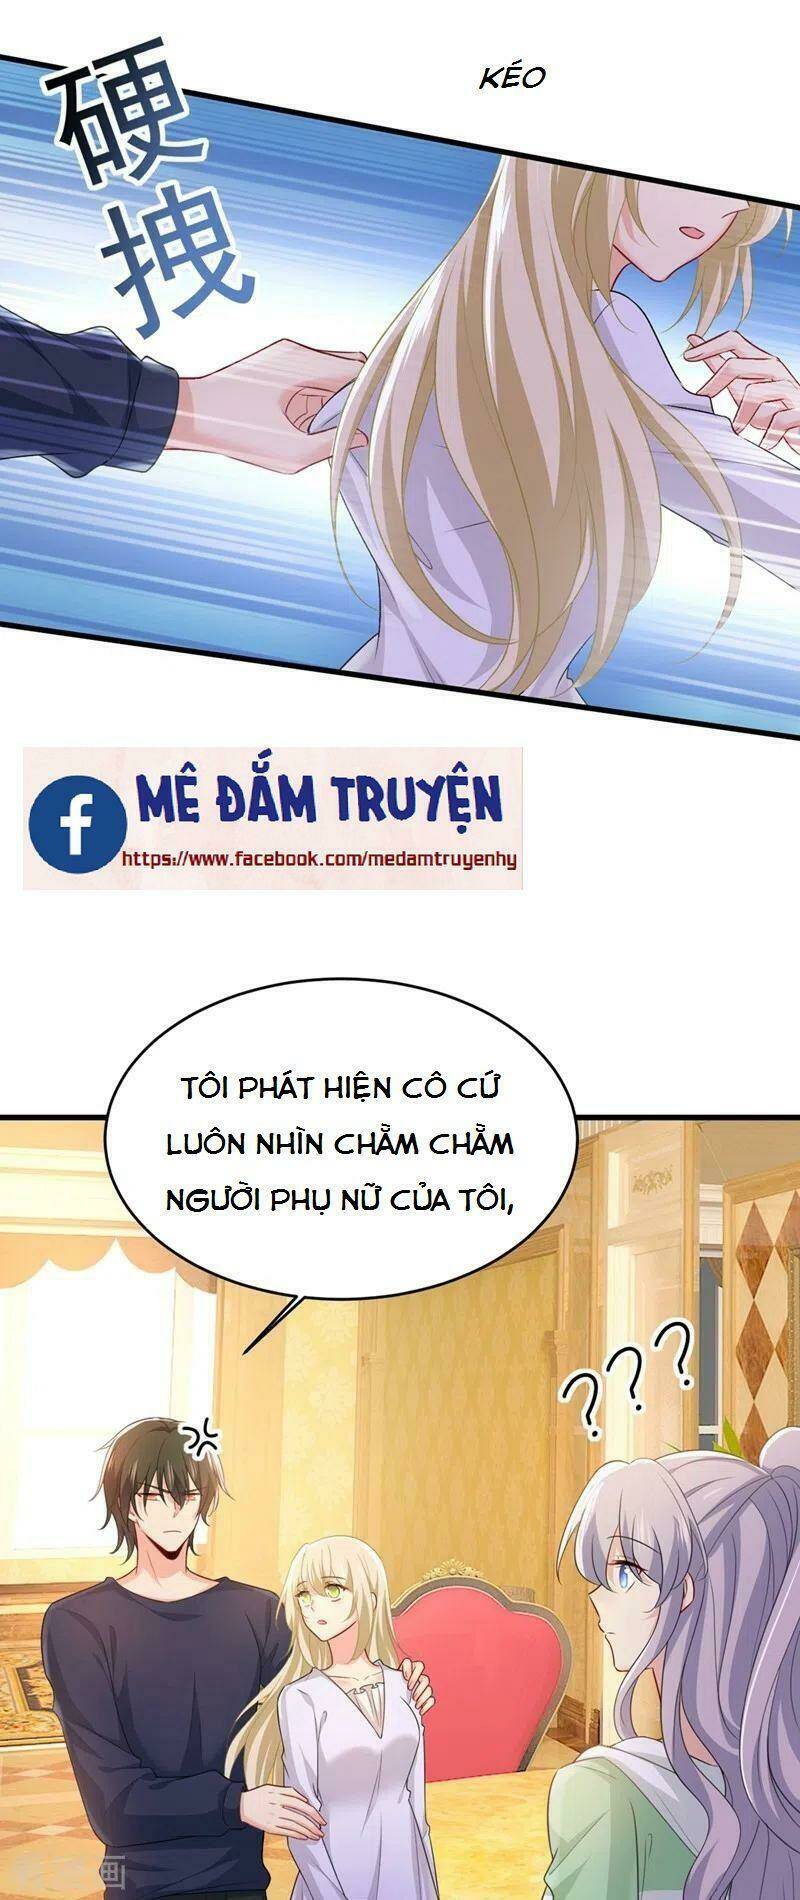 KÉO
硬
拽
MÊ ĐẮM TRUYỆN
https://www.facebook.com/medamtruyenhy
TÔI PHÁT HIỆN CÔ CỨ
LUÔN NHÌN CHẰM CHẰM
NGƯỜI PHỤ NỮ CỦA TÔI,
???